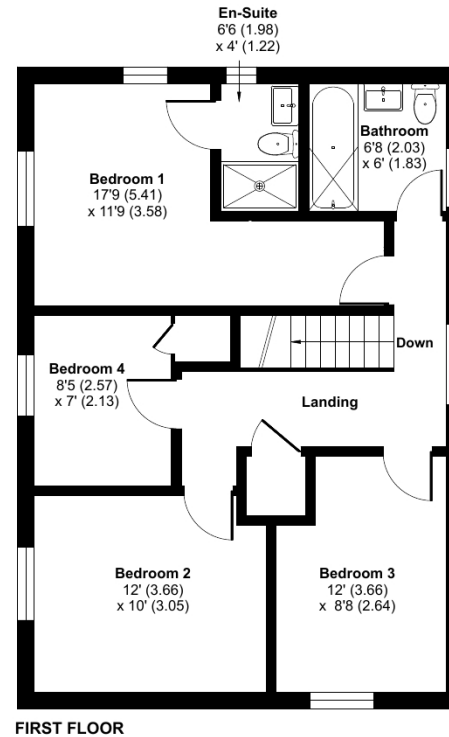 En-Suite
6'6 (1.98)
x 4' (1.22)
Bathroom
6'8 (2.03)
x 6' (1.83)
Bedroom 1
17'9 (5.41)
x 11'9 (3.58)
Down
Bedroom 4
8'5 (2.57)
x 7' (2.13)
Landing
Bedroom 2
12' (3.66)
x 10' (3.05)
Bedroom 3
12' (3.66)
x 8'8 (2.64)
FIRST FLOOR